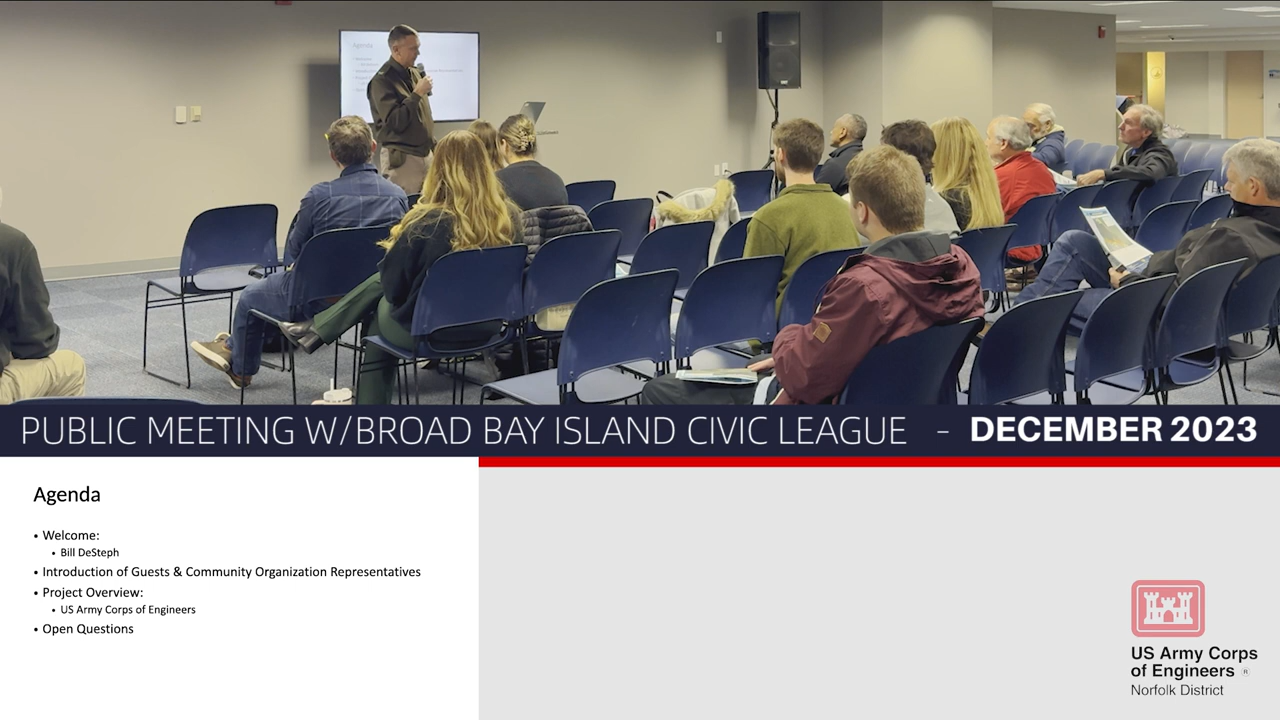 Agenda
PUBLIC MEETING W/BROAD BAY ISLAND CIVIC LEAGUE - DECEMBER 2023
Agenda
• Welcome:
• Bill DeSteph
• Introduction of Guests & Community Organization Representatives
• Project Overview:
• US Army Corps of Engineers
• Open Questions
US Army Corps
of Engineers ®
Norfolk District